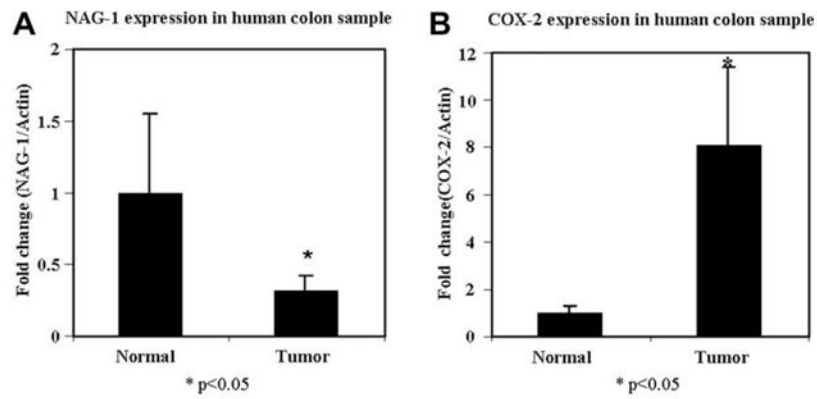 A
NAG-1 expression in human colon sample
Fold change (NAG-1/Actin)
2
1.5
1
0.5
0
*
Normal
Tumor
* p<0.05
B
COX-2 expression in human colon sample
Fold change(COX-2/Actin)
12
10
8
6
4
2
0
*
Normal
Tumor
* p<0.05